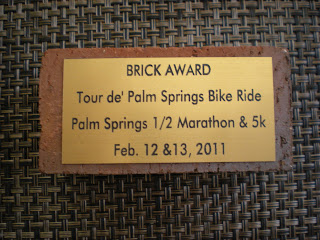 BRICK AWARD
Tour de' Palm Springs Bike Ride
Palm Springs 1/2 Marathon & 5k
Feb. 12 &13, 2011